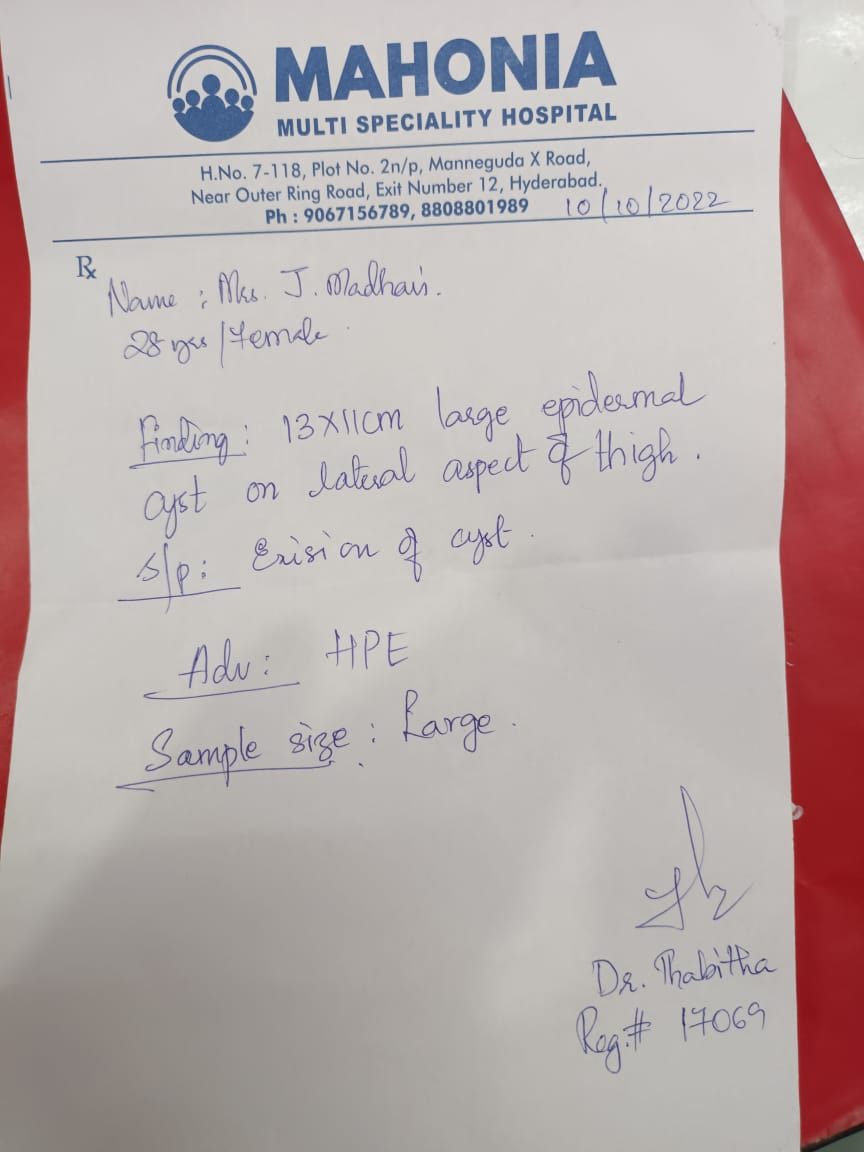 MAHONIA
MULTI SPECIALITY HOSPITAL
H.No. 7-118, Plot No. 2n/p, Manneguda X Road,
Near Outer Ring Road, Exit Number 12, Hyderabad.
Ph : 9067156789, 8808801989 10/10/2022
Rx
Name : Mrs. J. Madhavi.
28 yrs / Female
Finding : 13X11cm large epidermal
cyst on lateral aspect of thigh.
S/p : Exision of cyst.
Adv : HPE
Sample size : Large.
Dr. Thabitha
Reg.# 17069